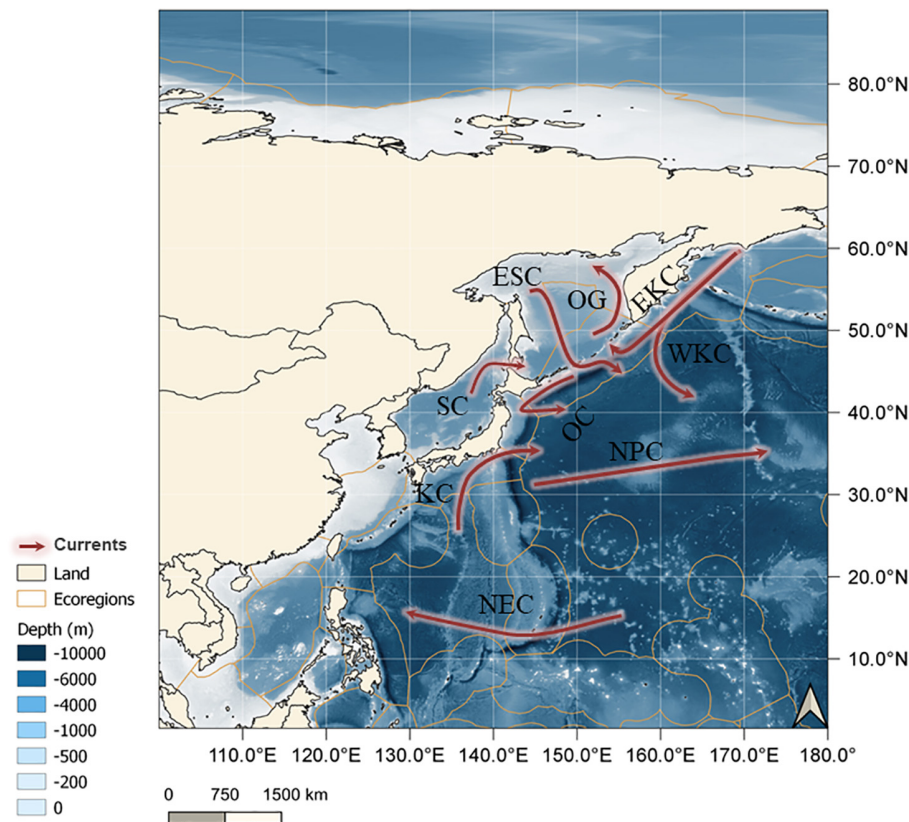 80.0°N
70.0°N
60.0°N
ESC
OG
EKC
50.0°N
WKC
SC
40.0°N
OC
NPC
KC
30.0°N
20.0°N
NEC
10.0°N
110.0°E 120.0°E 130.0°E 140.0°E 150.0°E 160.0°E 170.0°E 180.0°
Currents
Land
Ecoregions
Depth (m)
-10000
-6000
-4000
-1000
-500
-200
0
0 750 1500 km